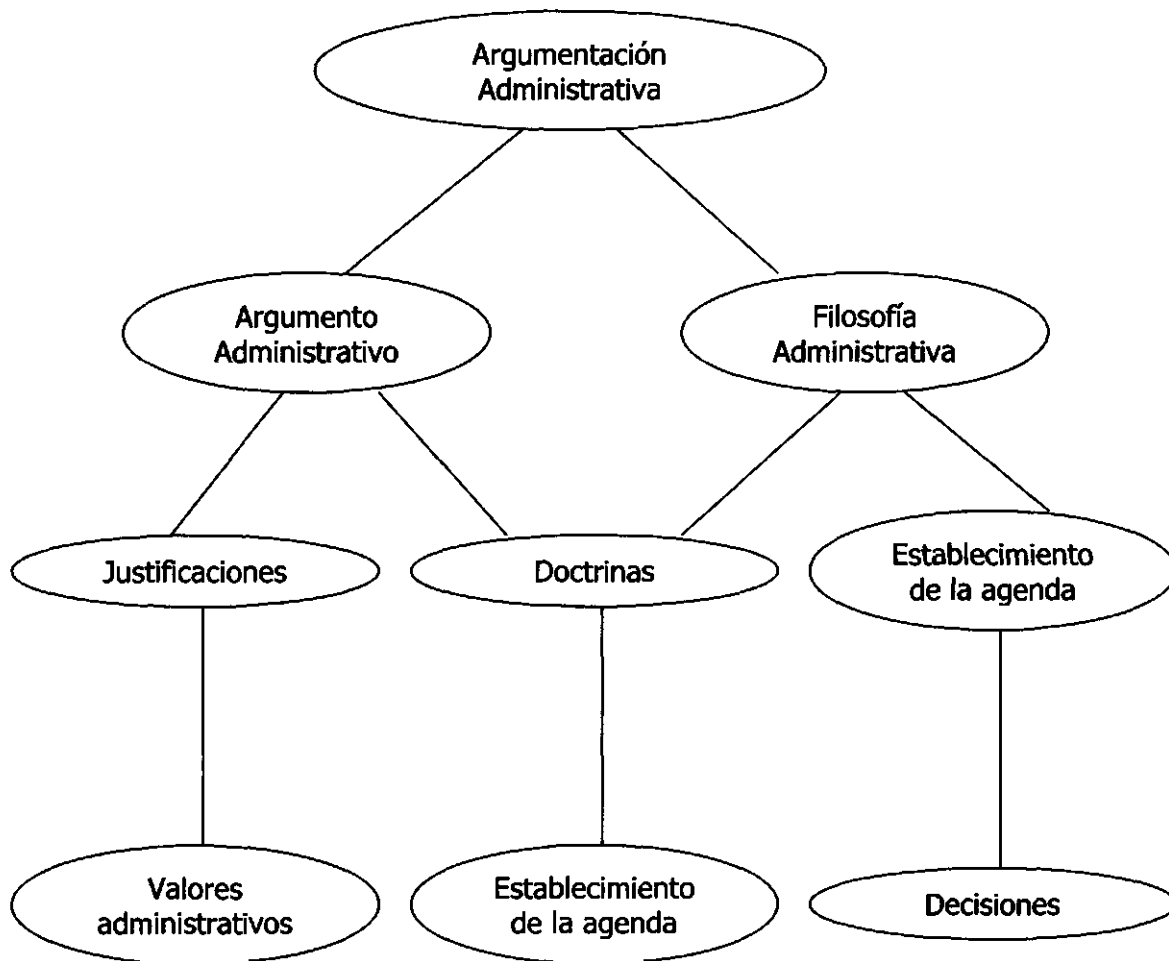 Argumentación
Administrativa
Argumento
Administrativo
Filosofía
Administrativa
Justificaciones
Doctrinas
Establecimiento
de la agenda
Valores
administrativos
Establecimiento
de la agenda
Decisiones